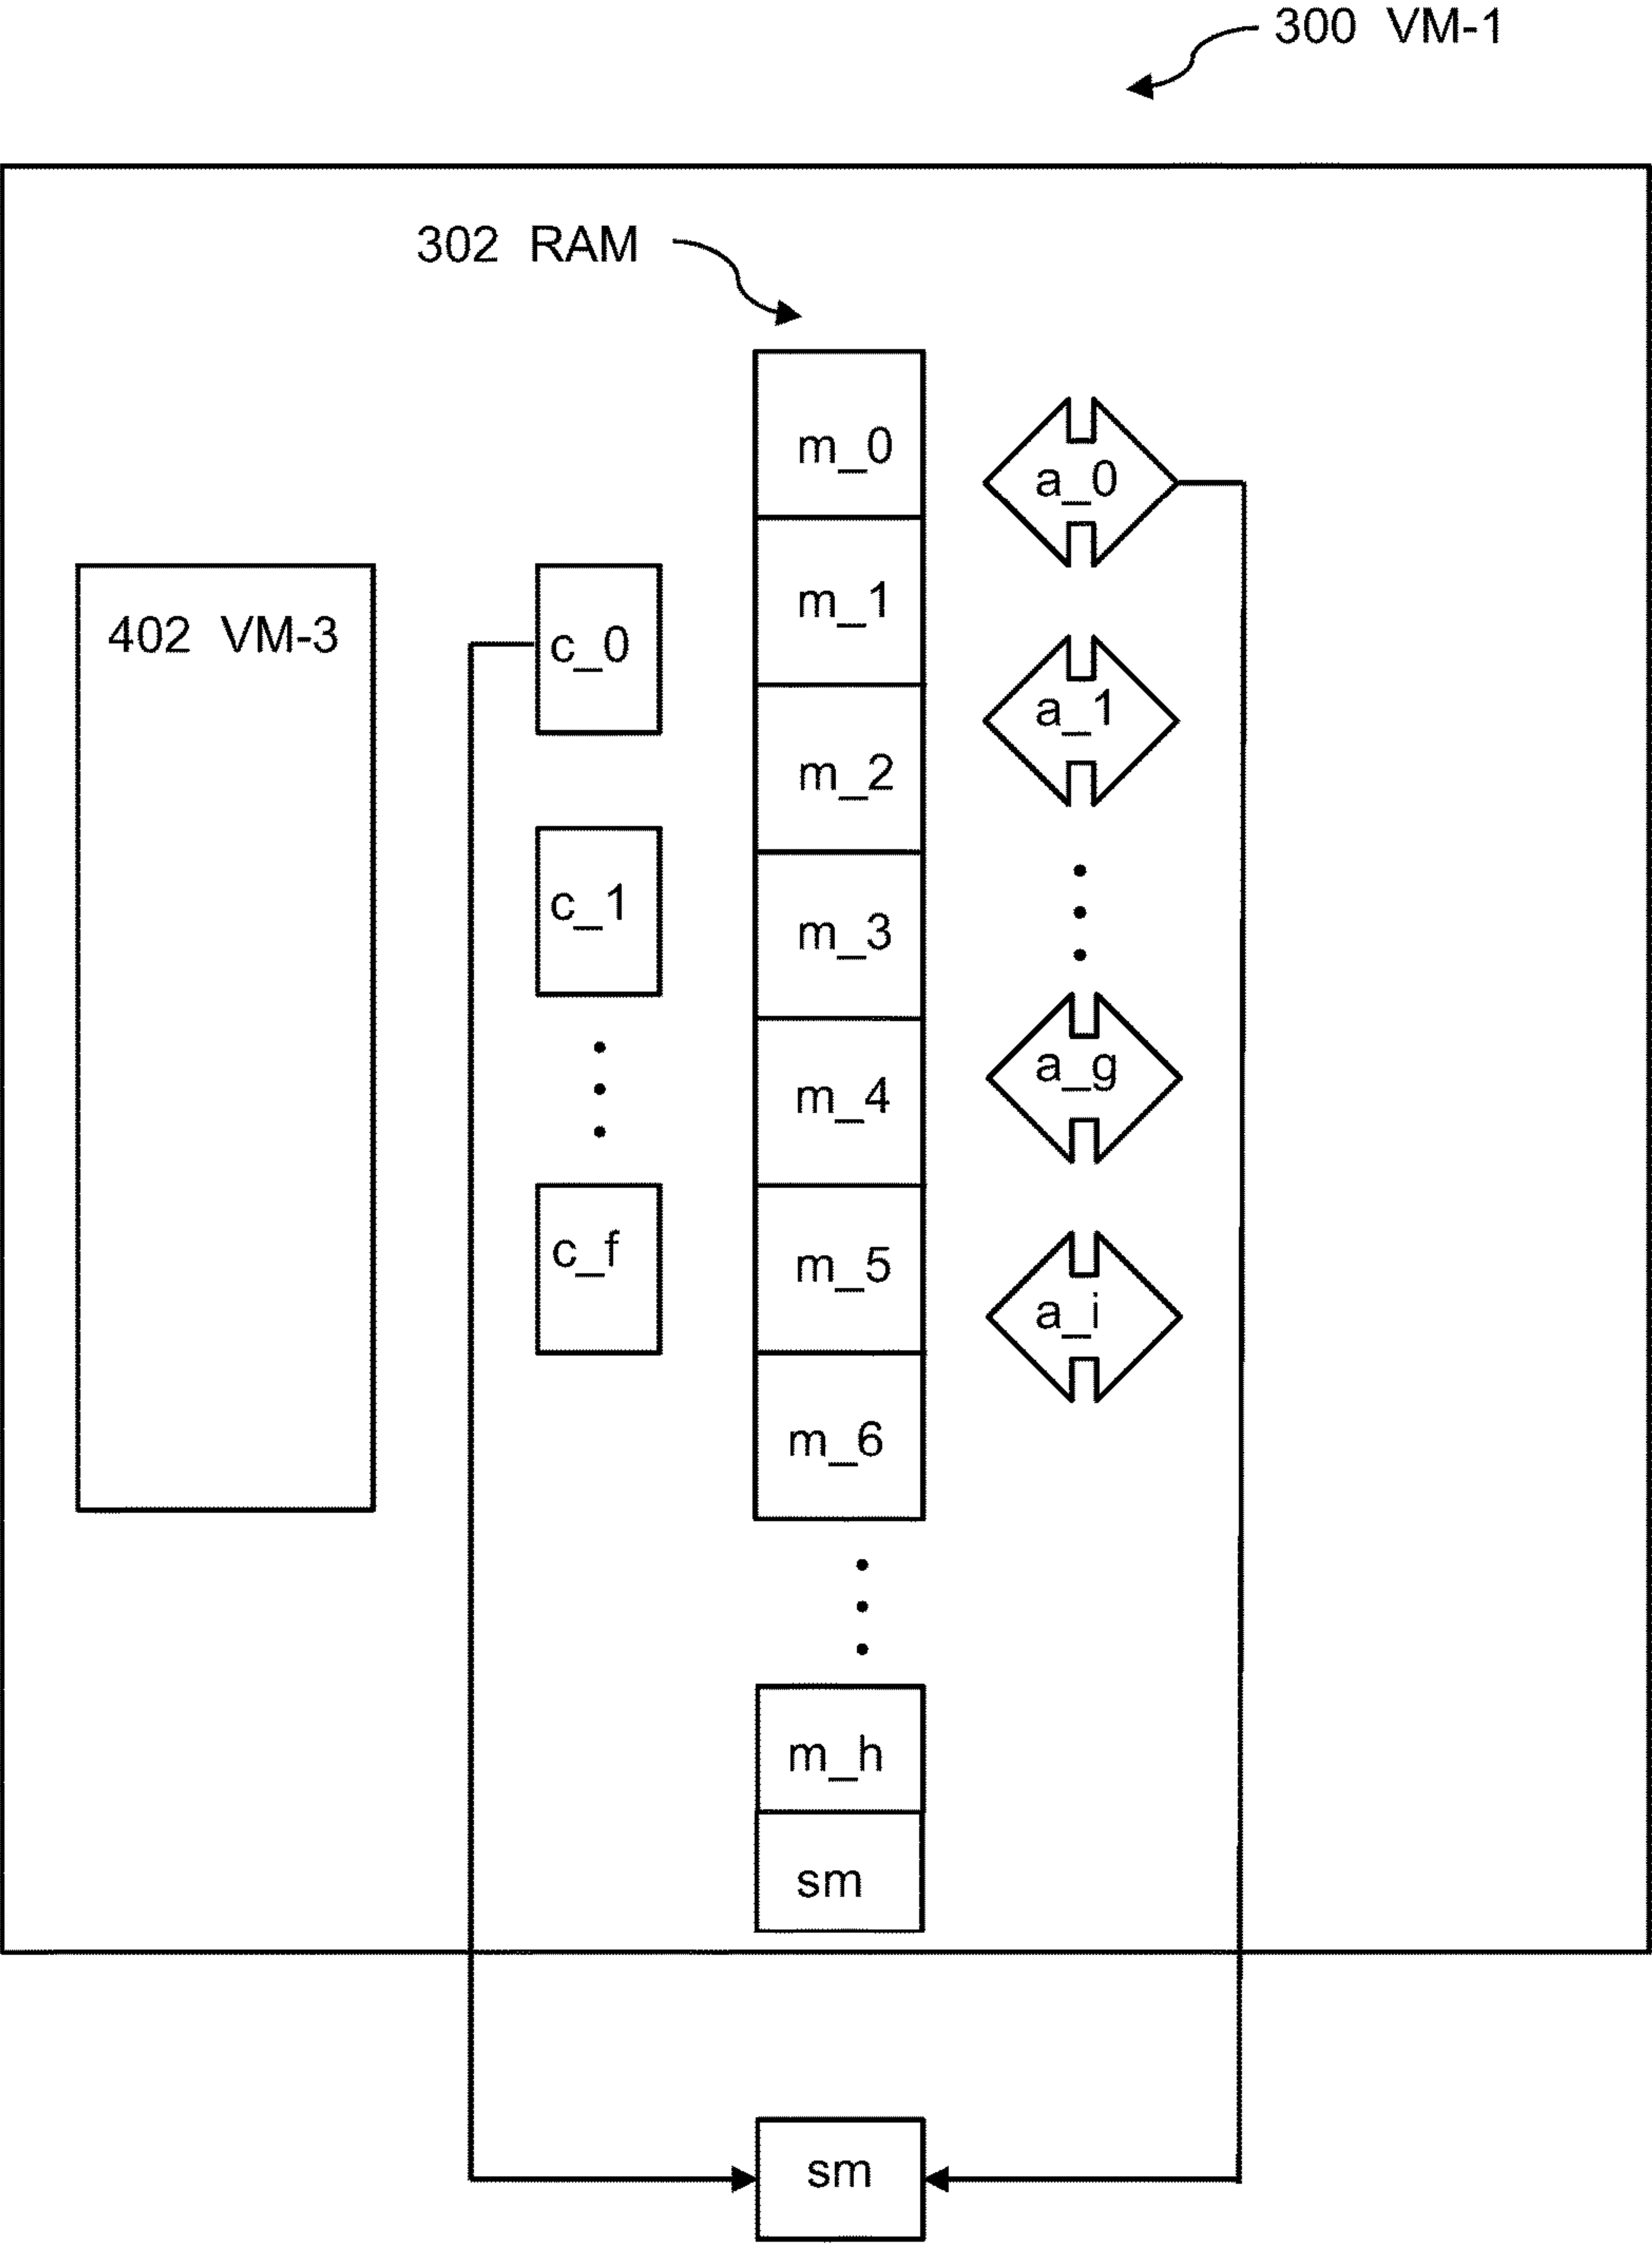 300 VM-1
302 RAM
m_0
a_0
m_1
402 VM-3
c_0
a_1
m_2
c_1
m_3
a_g
m_4
c_f
m_5
a_i
m_6
m_h
sm
sm